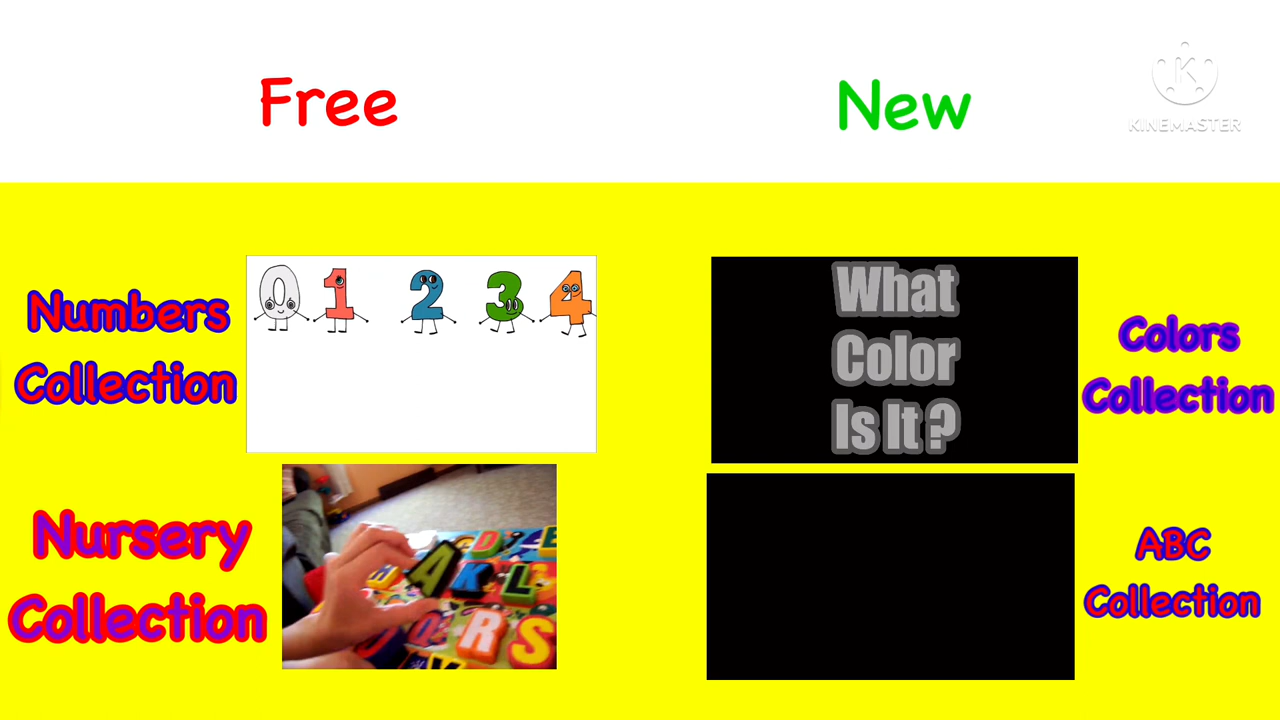 Free
New
KINEMASTER
Numbers
Collection
0 1 2 3 4
What
Color
Is It ?
Colors
Collection
Nursery
Collection
A D E
K L
R S
ABC
Collection